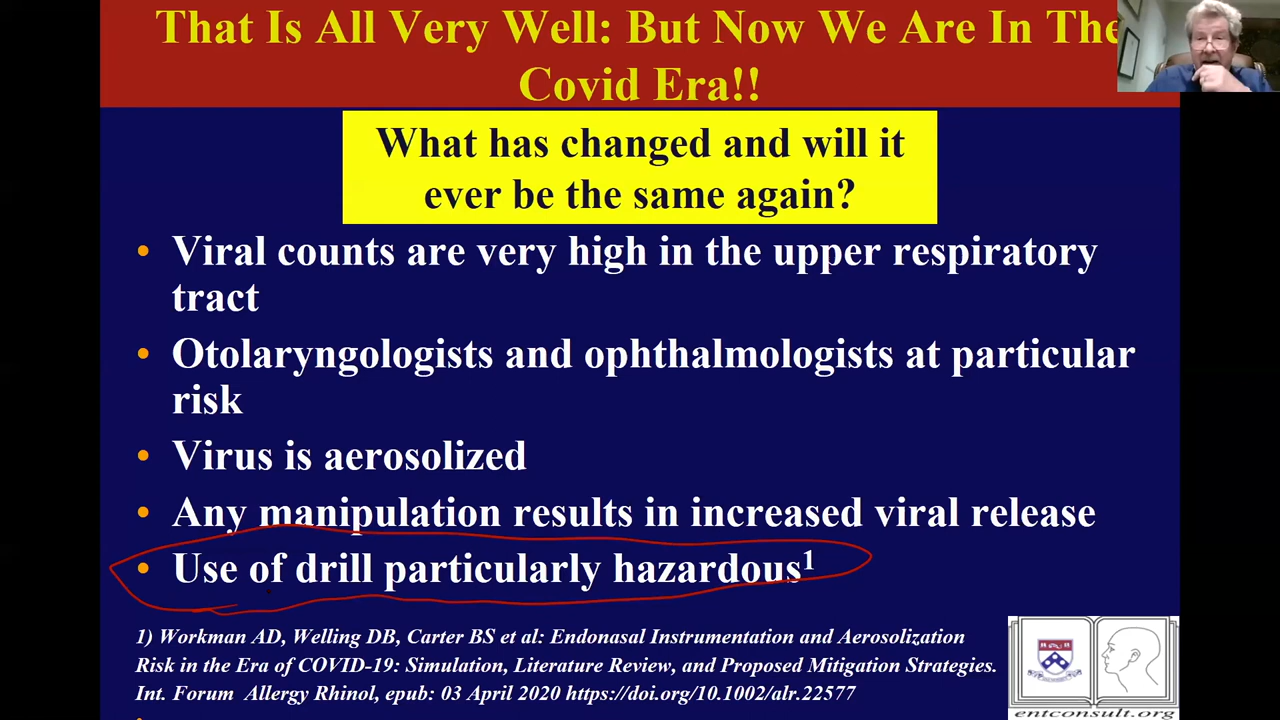 That Is All Very Well: But Now We Are In The
Covid Era!!
What has changed and will it
ever be the same again?
• Viral counts are very high in the upper respiratory
tract
• Otolaryngologists and ophthalmologists at particular
risk
• Virus is aerosolized
• Any manipulation results in increased viral release
• Use of drill particularly hazardous¹
1) Workman AD, Welling DB, Carter BS et al: Endonasal Instrumentation and Aerosolization
Risk in the Era of COVID-19: Simulation, Literature Review, and Proposed Mitigation Strategies.
Int. Forum Allergy Rhinol, epub: 03 April 2020 https://doi.org/10.1002/alr.22577
entconsult.org